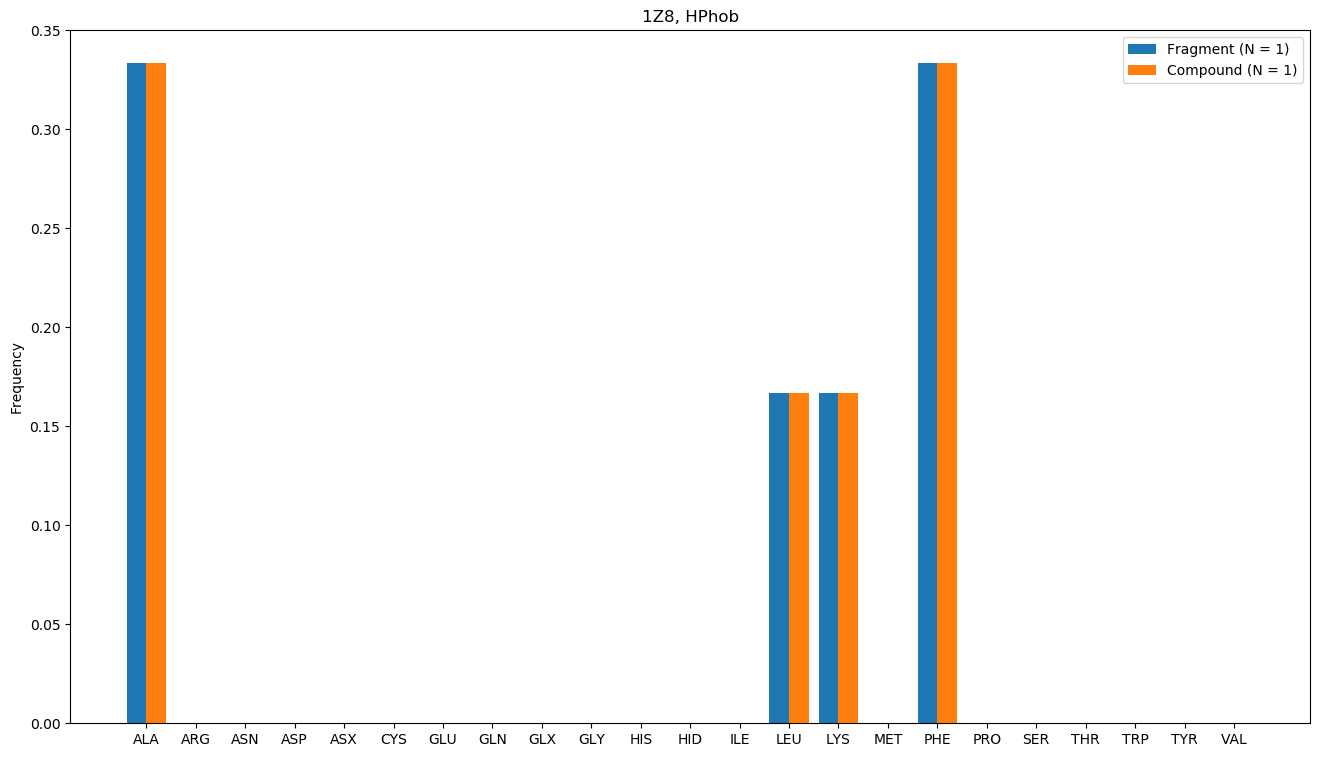 1Z8, HPhob
Fragment (N = 1)
Compound (N = 1)
Frequency
0.35
0.30
0.25
0.20
0.15
0.10
0.05
0.00
ALA ARG ASN ASP ASX CYS GLU GLN GLX GLY HIS HID ILE LEU LYS MET PHE PRO SER THR TRP TYR VAL